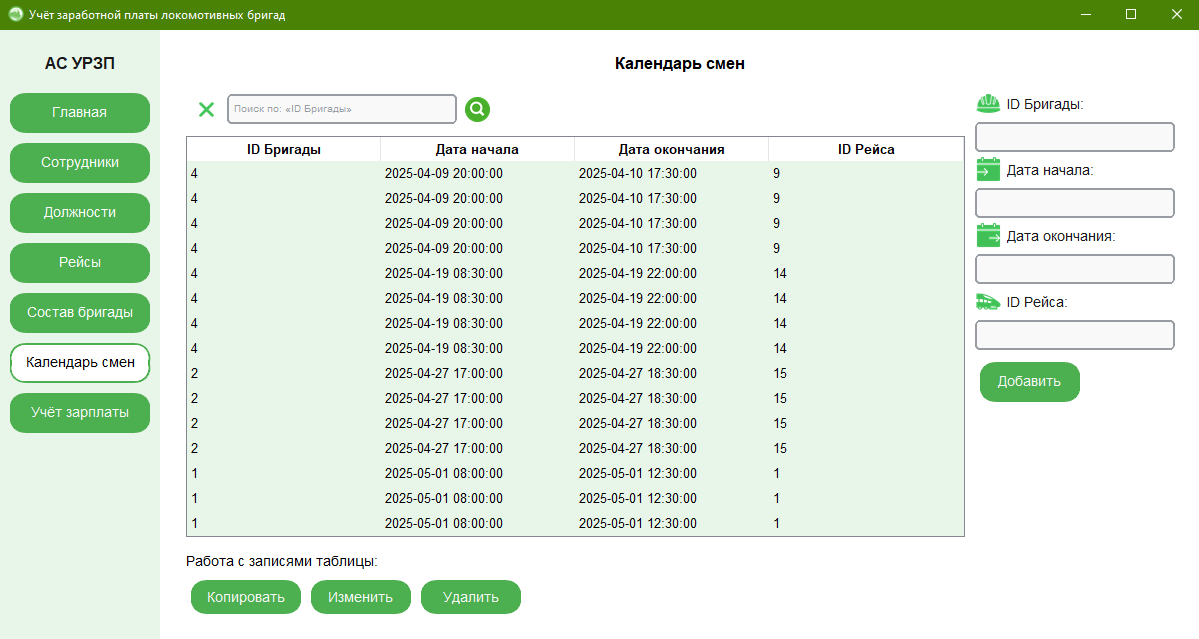 Учёт заработной платы локомотивных бригад
АС УРЗП
Главная
Сотрудники
Должности
Рейсы
Состав бригады
Календарь смен
Учёт зарплаты
Календарь смен
Поиск по: «ID Бригады»
ID Бригады Дата начала Дата окончания ID Рейса
4 2025-04-09 20:00:00 2025-04-10 17:30:00 9
4 2025-04-09 20:00:00 2025-04-10 17:30:00 9
4 2025-04-09 20:00:00 2025-04-10 17:30:00 9
4 2025-04-09 20:00:00 2025-04-10 17:30:00 9
4 2025-04-19 08:30:00 2025-04-19 22:00:00 14
4 2025-04-19 08:30:00 2025-04-19 22:00:00 14
4 2025-04-19 08:30:00 2025-04-19 22:00:00 14
4 2025-04-19 08:30:00 2025-04-19 22:00:00 14
2 2025-04-27 17:00:00 2025-04-27 18:30:00 15
2 2025-04-27 17:00:00 2025-04-27 18:30:00 15
2 2025-04-27 17:00:00 2025-04-27 18:30:00 15
2 2025-04-27 17:00:00 2025-04-27 18:30:00 15
1 2025-05-01 08:00:00 2025-05-01 12:30:00 1
1 2025-05-01 08:00:00 2025-05-01 12:30:00 1
1 2025-05-01 08:00:00 2025-05-01 12:30:00 1
Работа с записями таблицы:
Копировать Изменить Удалить
ID Бригады:
Дата начала:
Дата окончания:
ID Рейса:
Добавить